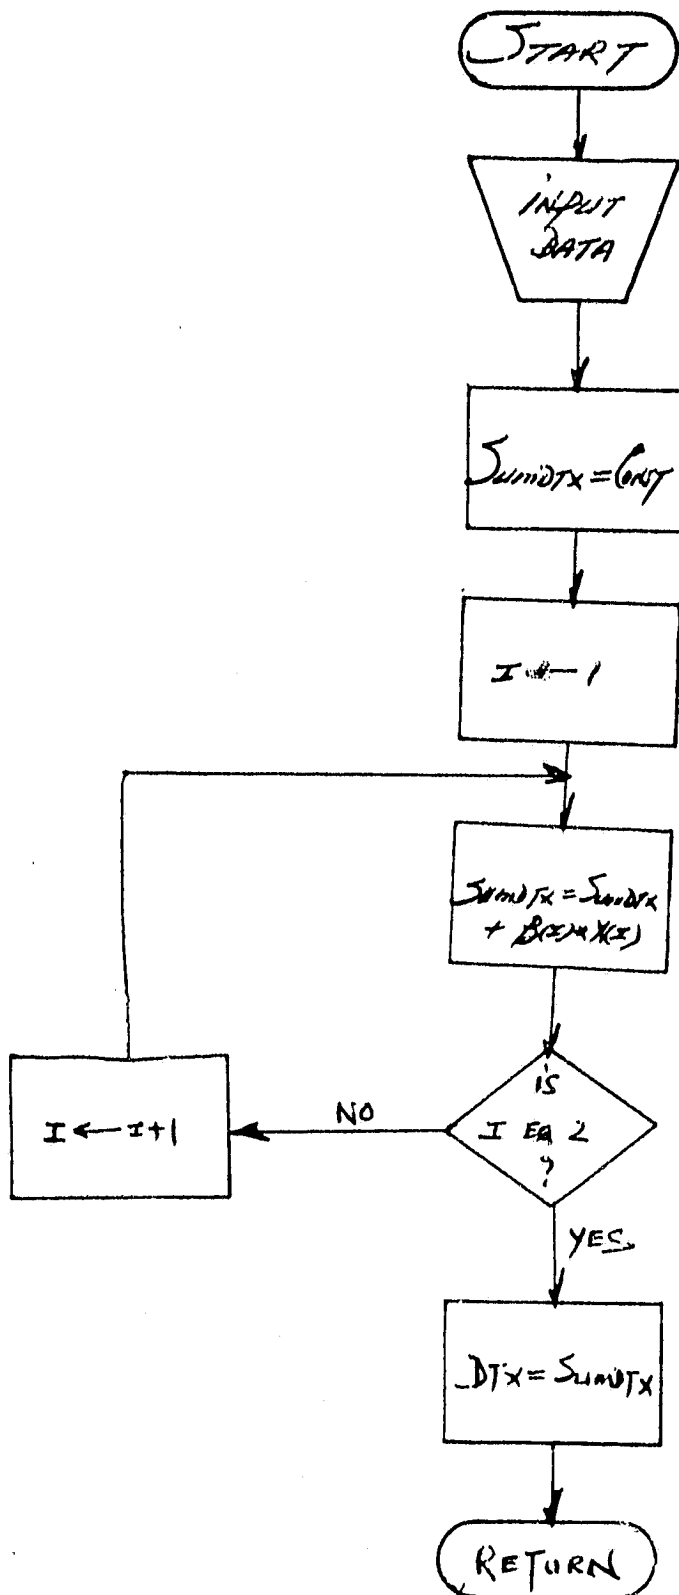 START
INPUT
DATA
SUMDTX = CONST
I ← 1
SUMDTX = SUMDTX
+ B(I)*X(I)
IS
I EQ 2
?
NO
I ← I+1
YES
DTX = SUMDTX
RETURN